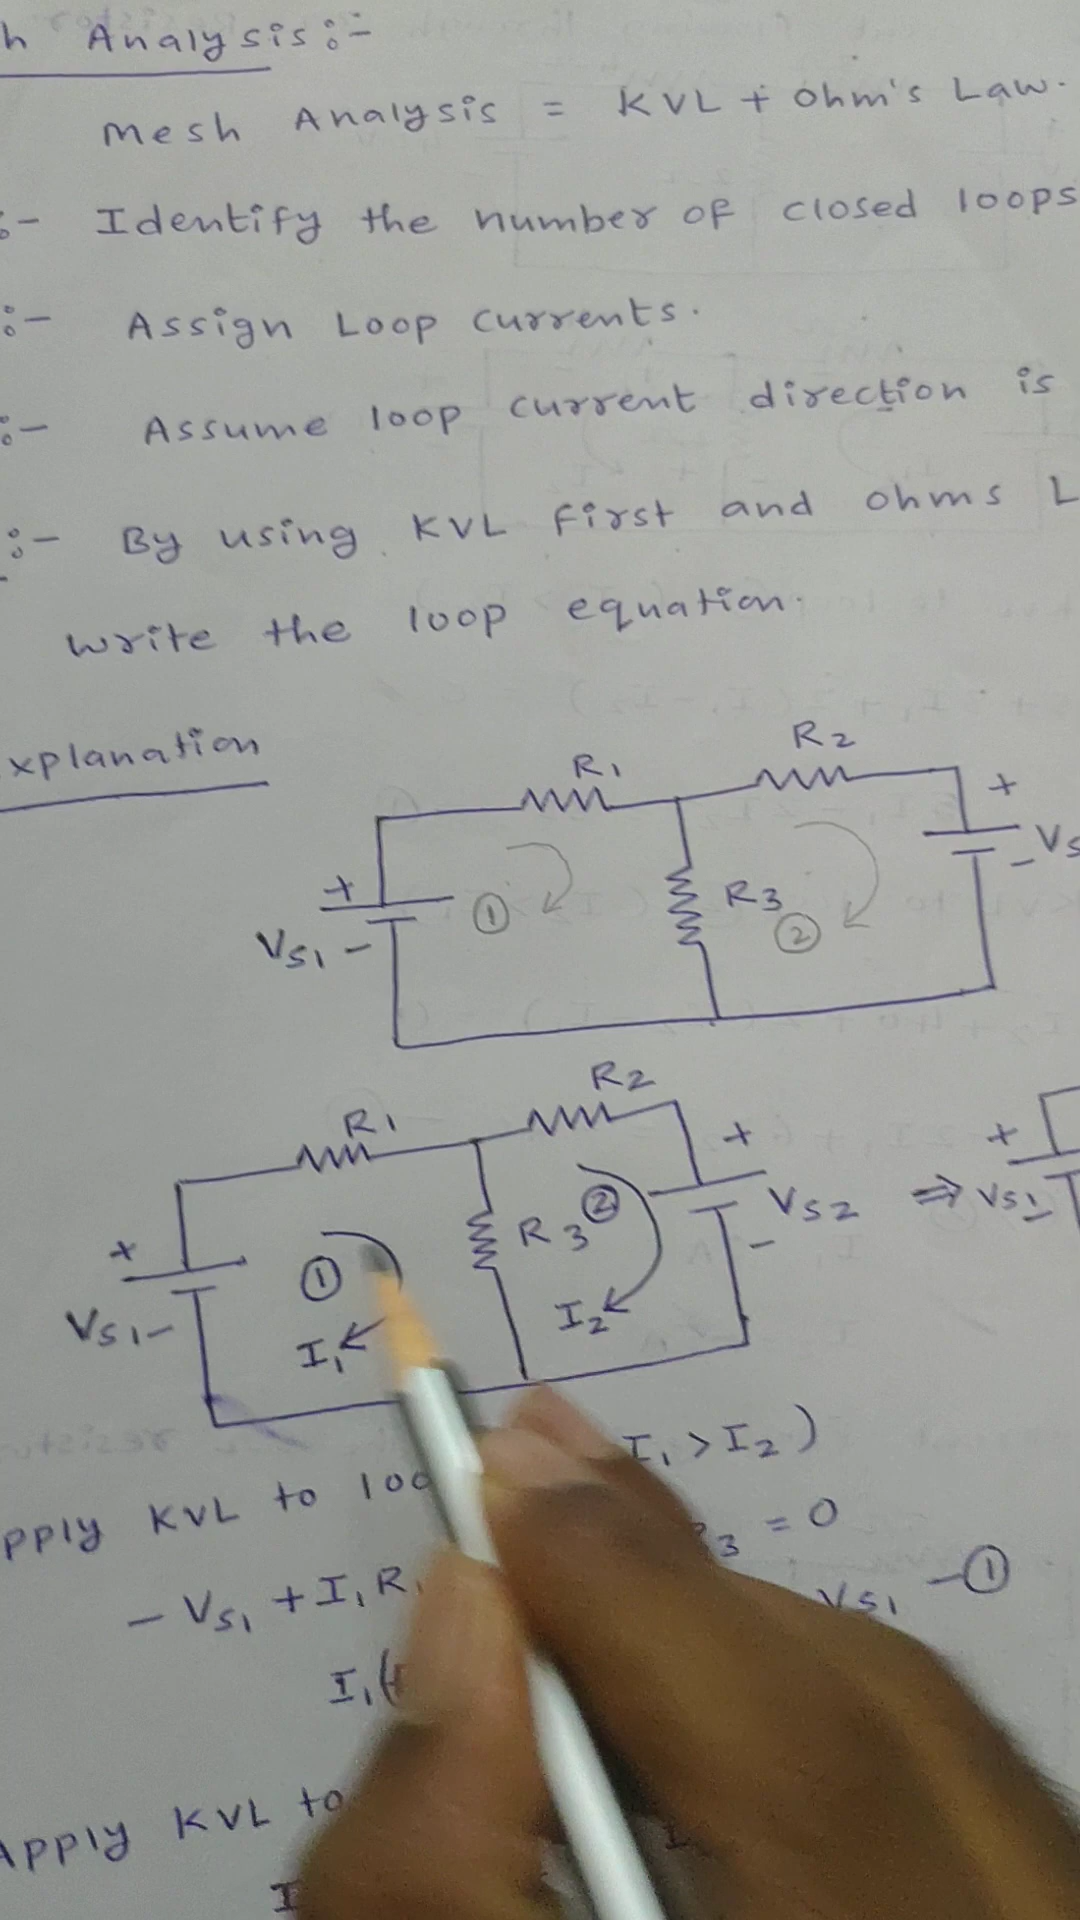 h Analysis:-
Mesh Analysis = KVL + Ohm's Law.
:- Identify the number of closed loops
:- Assign Loop currents.
:- Assume loop current direction is
:- By using KVL first and ohms L
write the loop equation.
xplanation
R1 R2
+ +
R3
VS1 - - VS
① ②
R1 R2
+ + +
① R3 ② VS2 ⇒ VS1
VS1 - - -
I1 I2
pply KVL to loo I1 > I2)
- VS1 + I1R1 3 = 0
I1( VS1 - ①
Apply KVL to
I